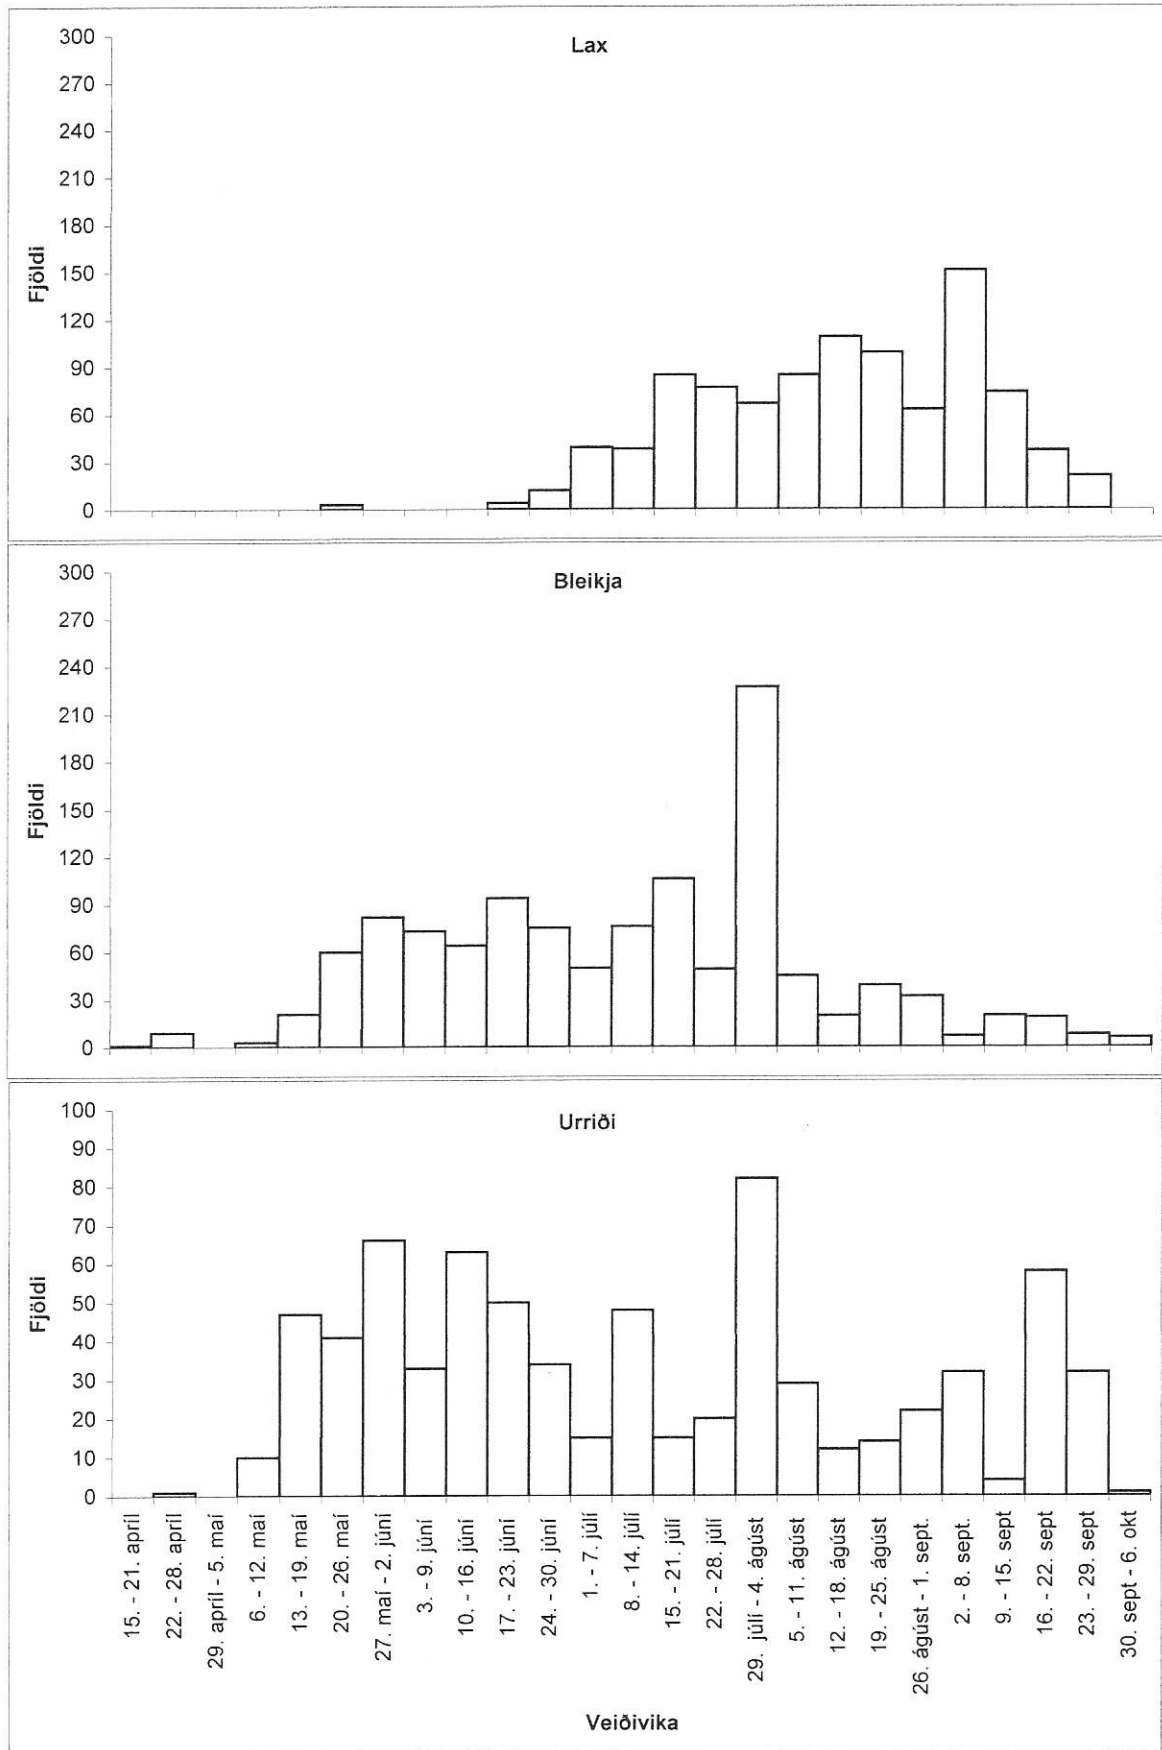 Lax
Fjöldi
300
270
240
210
180
150
120
90
60
30
0
Bleikja
Fjöldi
300
270
240
210
180
150
120
90
60
30
0
Urriði
Fjöldi
100
90
80
70
60
50
40
30
20
10
0
15. - 21. apríl
22. - 28. apríl
29. apríl - 5. maí
6. - 12. maí
13. - 19. maí
20. - 26. maí
27. maí - 2. júní
3. - 9. júní
10. - 16. júní
17. - 23. júní
24. - 30. júní
1. - 7. júlí
8. - 14. júlí
15. - 21. júlí
22. - 28. júlí
29. júlí - 4. ágúst
5. - 11. ágúst
12. - 18. ágúst
19. - 25. ágúst
26. ágúst - 1. sept.
2. - 8. sept.
9. - 15. sept
16. - 22. sept
23. - 29. sept
30. sept - 6. okt
Veiðivika